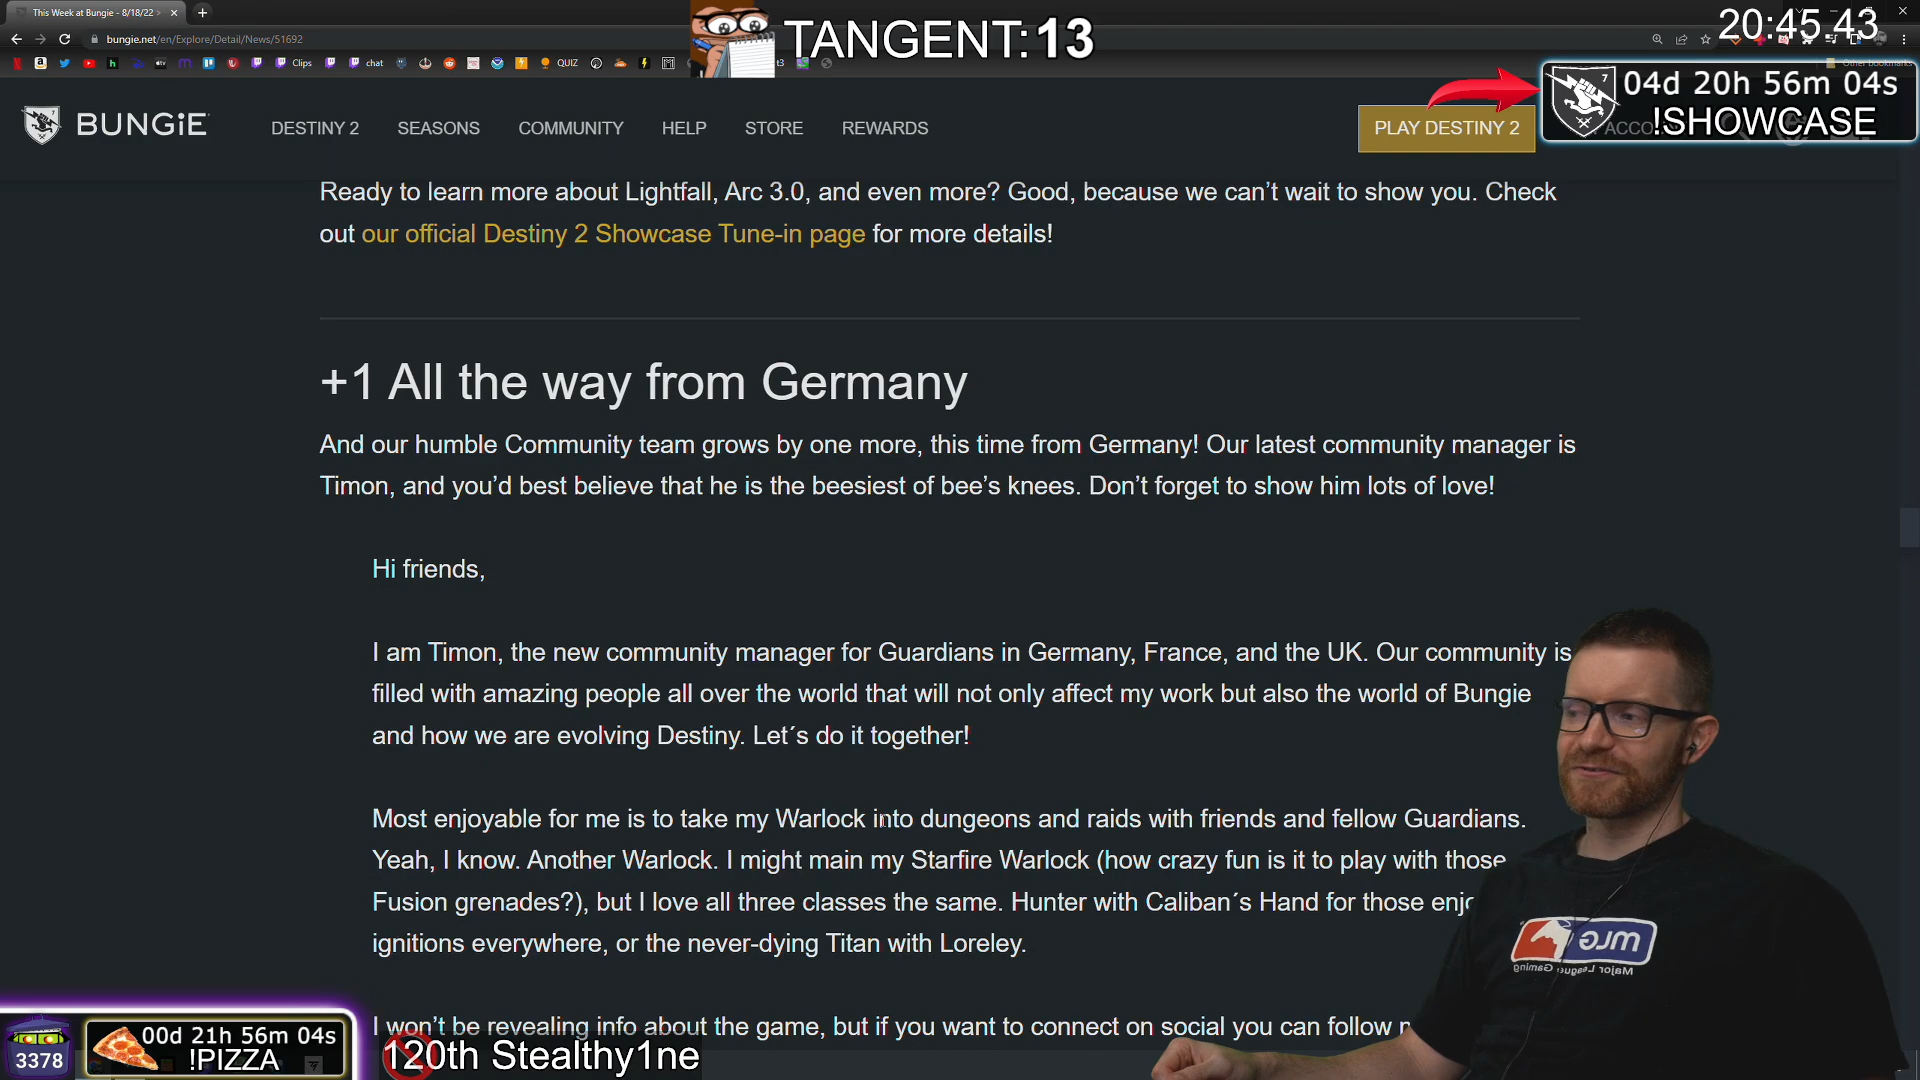 This Week at Bungie - 8/18/22 >
bungie.net/en/Explore/Detail/News/51692
TANGENT: 13
20:45.43
Clips
chat
QUIZ
Other bookmarks
BUNGiE
DESTINY 2
SEASONS
COMMUNITY
HELP
STORE
REWARDS
PLAY DESTINY 2
04d 20h 56m 04s
!SHOWCASE
Ready to learn more about Lightfall, Arc 3.0, and even more? Good, because we can’t wait to show you. Check
out our official Destiny 2 Showcase Tune-in page for more details!
+1 All the way from Germany
And our humble Community team grows by one more, this time from Germany! Our latest community manager is
Timon, and you’d best believe that he is the beesiest of bee’s knees. Don’t forget to show him lots of love!
Hi friends,
I am Timon, the new community manager for Guardians in Germany, France, and the UK. Our community is
filled with amazing people all over the world that will not only affect my work but also the world of Bungie
and how we are evolving Destiny. Let´s do it together!
Most enjoyable for me is to take my Warlock into dungeons and raids with friends and fellow Guardians.
Yeah, I know. Another Warlock. I might main my Starfire Warlock (how crazy fun is it to play with those
Fusion grenades?), but I love all three classes the same. Hunter with Caliban´s Hand for those
ignitions everywhere, or the never-dying Titan with Loreley.
I won’t be revealing info about the game, but if you want to connect on social you can follow
mLG
Major League Gaming
3378
00d 21h 56m 04s
!PIZZA
120th Stealthy1ne